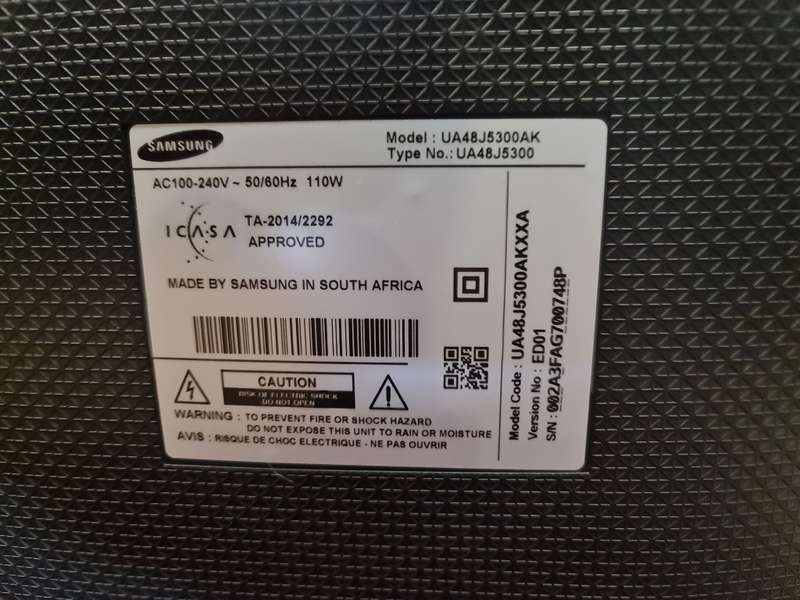 SAMSUNG
Model : UA48J5300AK
Type No.: UA48J5300
AC100-240V ~ 50/60Hz 110W
ICASA
TA-2014/2292
APPROVED
MADE BY SAMSUNG IN SOUTH AFRICA
CAUTION
RISK OF ELECTRIC SHOCK
DO NOT OPEN
WARNING : TO PREVENT FIRE OR SHOCK HAZARD
DO NOT EXPOSE THIS UNIT TO RAIN OR MOISTURE
AVIS : RISQUE DE CHOC ELECTRIQUE - NE PAS OUVRIR
Model Code : UA48J5300AKXXA
Version No : ED01
S/N : 002A3FAG700748P